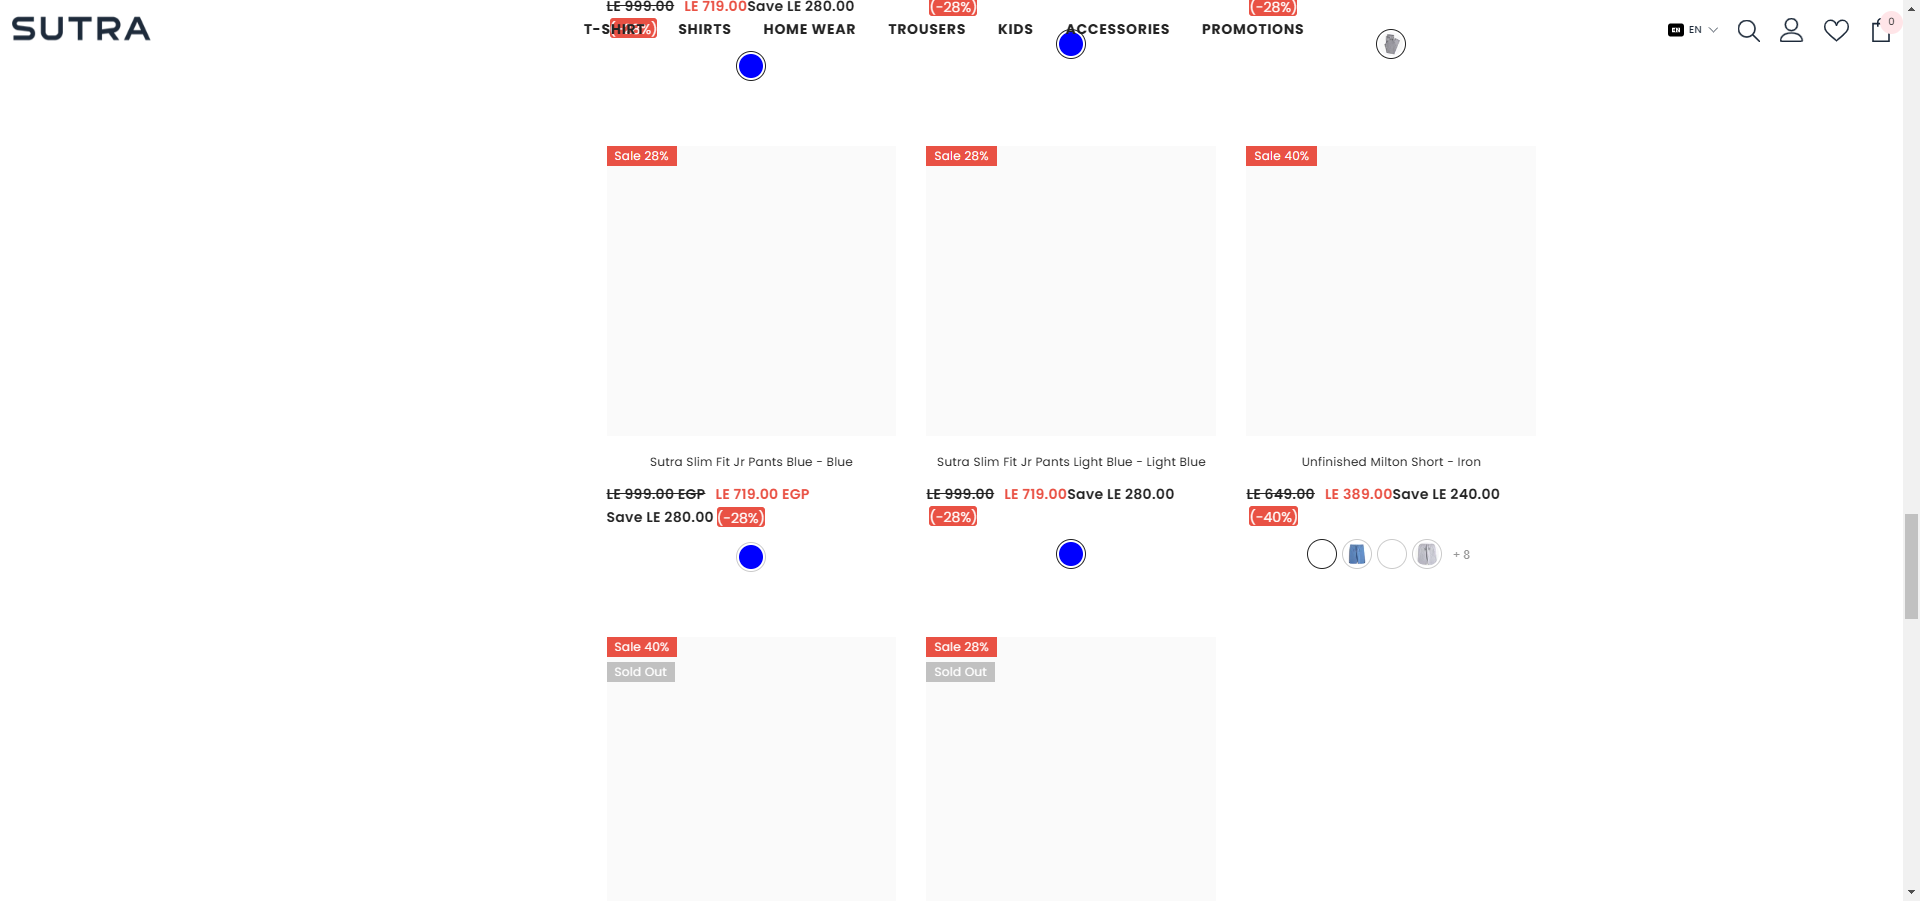 LE 999.00 LE 719.00Save LE 280.00
(-28%)
(-28%)
SUTRA
T-SHIRT SHIRTS HOME WEAR TROUSERS KIDS ACCESSORIES PROMOTIONS
EN EN
0
Sale 28%
Sale 28%
Sale 40%
Sutra Slim Fit Jr Pants Blue - Blue
LE 999.00 EGP LE 719.00 EGP
Save LE 280.00 (-28%)
Sutra Slim Fit Jr Pants Light Blue - Light Blue
LE 999.00 LE 719.00Save LE 280.00
(-28%)
Unfinished Milton Short - Iron
LE 649.00 LE 389.00Save LE 240.00
(-40%)
+ 8
Sale 40%
Sold Out
Sale 28%
Sold Out